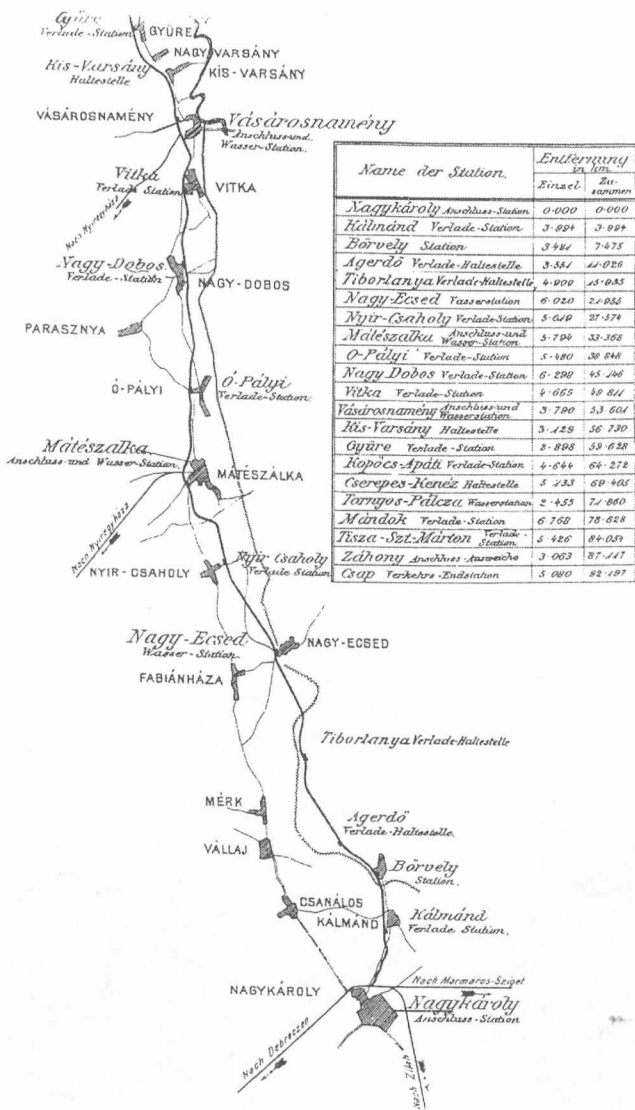 Gyüre
Verlade-Station
GYÜRE
NAGY VARSÁNY
Kis-Varsány
Haltestelle
KIS-VARSÁNY
VÁSÁROSNAMÉNY
Vásárosnamény
Anschluss-und
Wasser-Station.
Vitka
Verlade Station
VITKA
Nach Nyiregyháza
Nagy-Dobos
Verlade-Station
NAGY-DOBOS
PARASZNYA
Ó-PÁLYI
Ó-Pályi
Verlade-Station.
Mátészalka
Anschluss-und Wasser-Station.
MÁTÉSZÁLKA
Nach Nyiregyháza
NYIR-CSAHOLY
Nyir Csaholy
Verlade Station
Nagy-Ecsed
Wasser-Station.
NAGY-ECSED
FABIÁNHÁZA
Tiborlanya Verlade-Haltestelle
MÉRK
VÁLLAJ
Agerdő
Verlade-Haltestelle.
Börvely
Station.
CSANÁLOS
KÁLMÁND
Kálmánd
Verlade Station.
NAGYKÁROLY
Nach Marmaros-Sziget
Nagykároly
Anschluss-Station
Nach Debreczen
Name der Station. Entfernung in km.
Einzel Zusammen
Nagykároly Anschluss-Station 0·000 0·000
Kálmánd Verlade-Station 3·994 3·994
Börvely Station 3·481 7·475
Agerdő Verlade-Haltestelle 3·551 11·026
Tiborlanya Verlade-Haltestelle, 4·909 15·935
Nagy-Ecsed Vasserstation 6·020 21·955
Nyir-Csaholy Verlade-Station 5·619 27·574
Mátészalka Anschluss-und Wasser-Station. 5·794 33·368
Ó-Pályi Verlade-Station 5·480 38·848
Nagy Dobos Verlade-Station 6·298 45·146
Vitka Verlade-Station 4·665 49·811
Vásárosnamény Anschluss-und Wasserstation 3·790 53·601
Kis-Varsány Haltestelle 3·129 56·730
Gyüre Verlade-Station 2·898 59·628
Kopócs-Apáti Verlade-Station 4·644 64·272
Cserepes-Kenéz Haltestelle 5·133 69·405
Tornyos-Pálcza Wasserstation 2·455 71·860
Mándok Verlade-Station 6·768 78·628
Tisza-Szt-Márton Verlade-Station 5·426 84·054
Záhony Anschluss-Ausweiche 3·063 87·117
Csap Verkehrs-Endstation 5·080 92·197